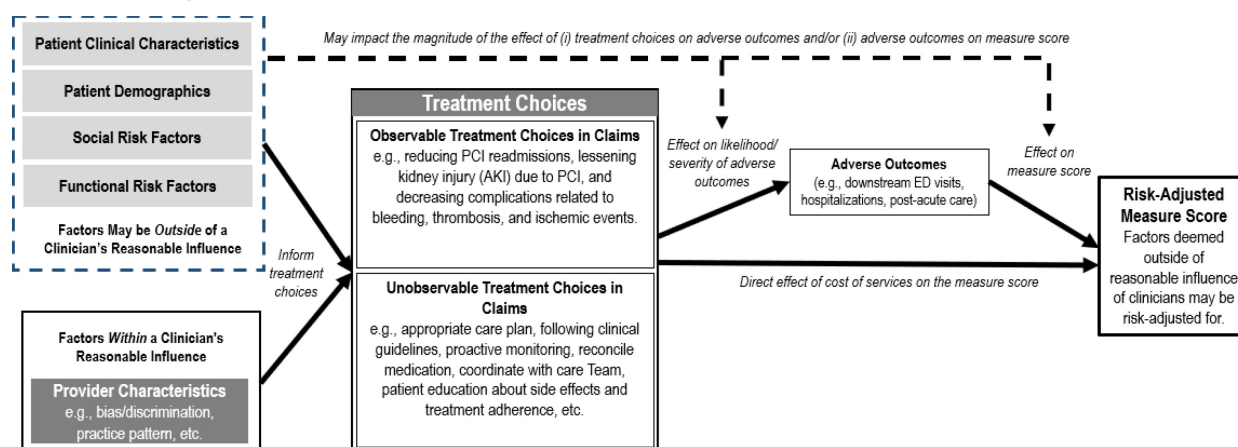 Patient Clinical Characteristics
Patient Demographics
Social Risk Factors
Functional Risk Factors
Factors May be Outside of a
Clinician's Reasonable Influence
May impact the magnitude of the effect of (i) treatment choices on adverse outcomes and/or (ii) adverse outcomes on measure score
Inform
treatment
choices
Factors Within a Clinician's
Reasonable Influence
Provider Characteristics
e.g., bias/discrimination,
practice pattern, etc.
Treatment Choices
Observable Treatment Choices in Claims
e.g., reducing PCI readmissions, lessening
kidney injury (AKI) due to PCI, and
decreasing complications related to
bleeding, thrombosis, and ischemic events.
Unobservable Treatment Choices in
Claims
e.g., appropriate care plan, following clinical
guidelines, proactive monitoring, reconcile
medication, coordinate with care Team,
patient education about side effects and
treatment adherence, etc.
Effect on likelihood/
severity of adverse
outcomes
Adverse Outcomes
(e.g., downstream ED visits,
hospitalizations, post-acute care)
Effect on
measure score
Direct effect of cost of services on the measure score
Risk-Adjusted
Measure Score
Factors deemed
outside of
reasonable influence
of clinicians may be
risk-adjusted for.